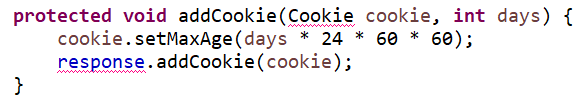 protected void addCookie(Cookie cookie, int days) {
    cookie.setMaxAge(days * 24 * 60 * 60);
    response.addCookie(cookie);
}